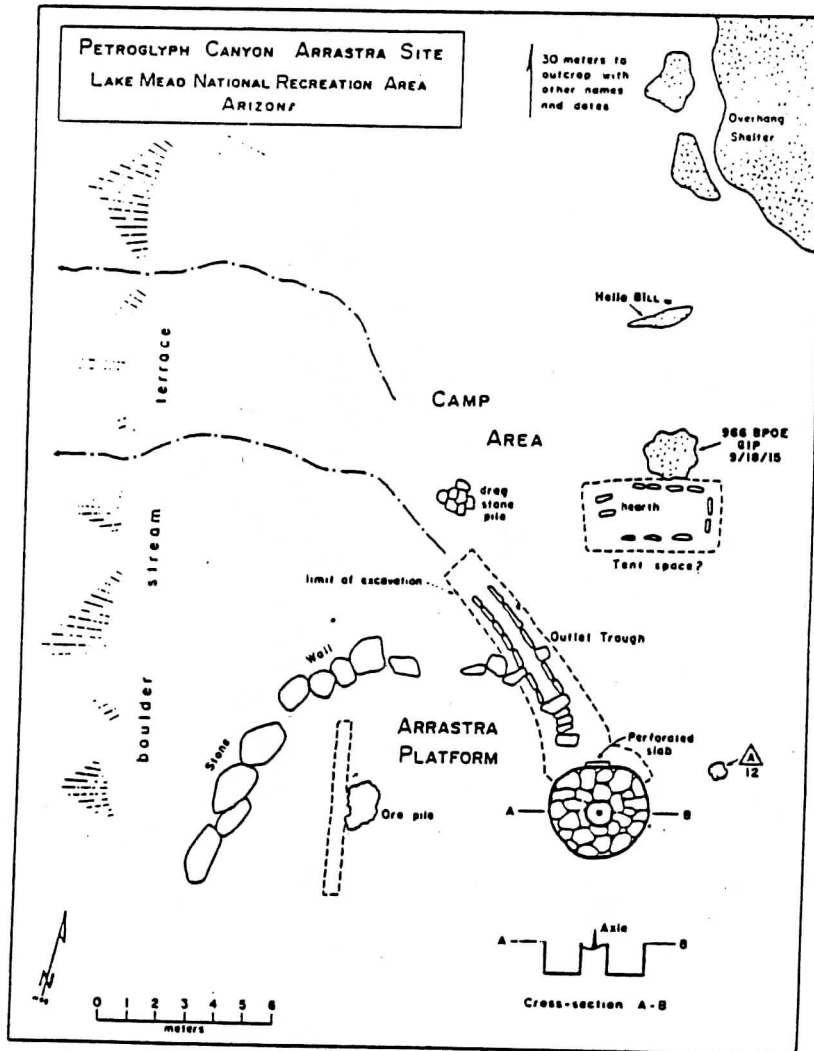 PETROGLYPH CANYON ARRASTRA SITE
LAKE MEAD NATIONAL RECREATION AREA
ARIZONA
30 meters to
outcrop with
other names
and dates
Overhang
Shelter
Hello BILL
terrace
CAMP
AREA
966 BPOE
GIP
9/18/15
drag
stone
pile
hearth
Tent space?
stream
limit of excavation
Outlet Trough
Wall
Stone
boulder
ARRASTRA
PLATFORM
Perforated
slab
A
12
Ore pile
A
B
A
Axle
B
Cross-section A-B
N
0 1 2 3 4 5 6
meters